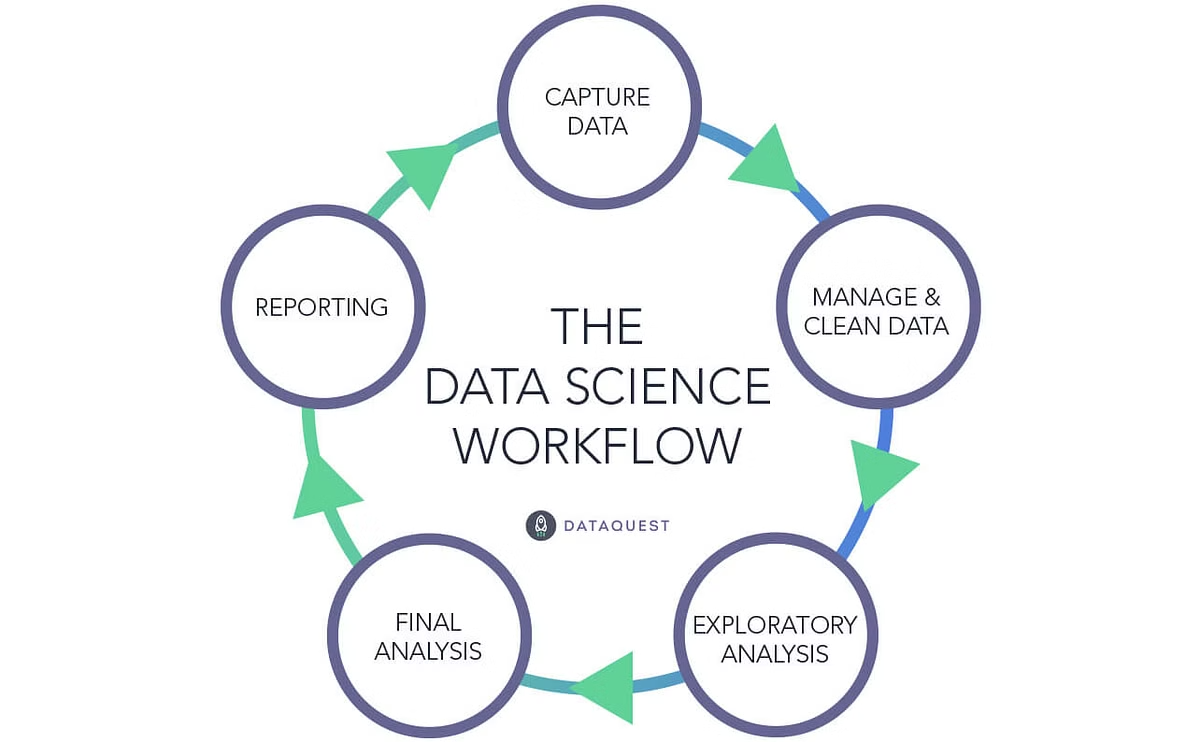 CAPTURE
DATA
MANAGE &
CLEAN DATA
REPORTING
THE
DATA SCIENCE
WORKFLOW
DATAQUEST
FINAL
ANALYSIS
EXPLORATORY
ANALYSIS